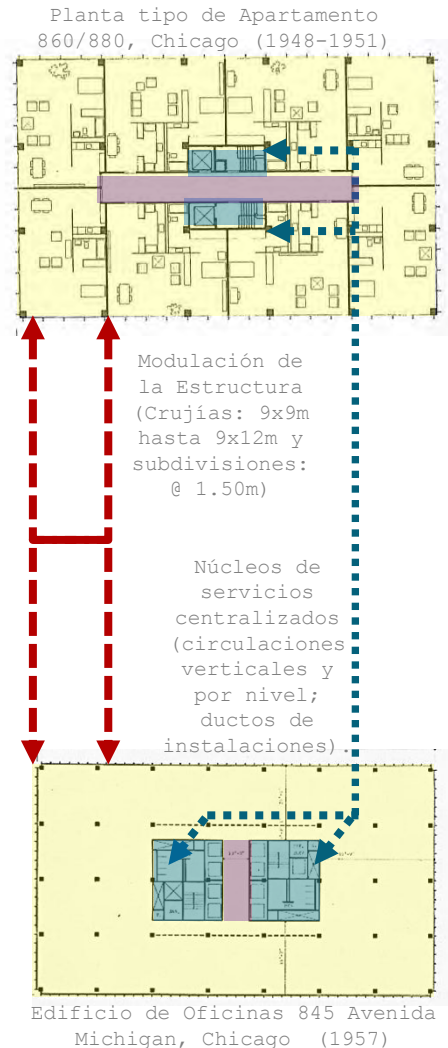 Planta tipo de Apartamento
860/880, Chicago (1948-1951)
Modulación de
la Estructura
(Crujías: 9x9m
hasta 9x12m y
subdivisiones:
@ 1.50m)
Núcleos de
servicios
centralizados
(circulaciones
verticales y
por nivel;
ductos de
instalaciones).
Edificio de Oficinas 845 Avenida
Michigan, Chicago (1957)